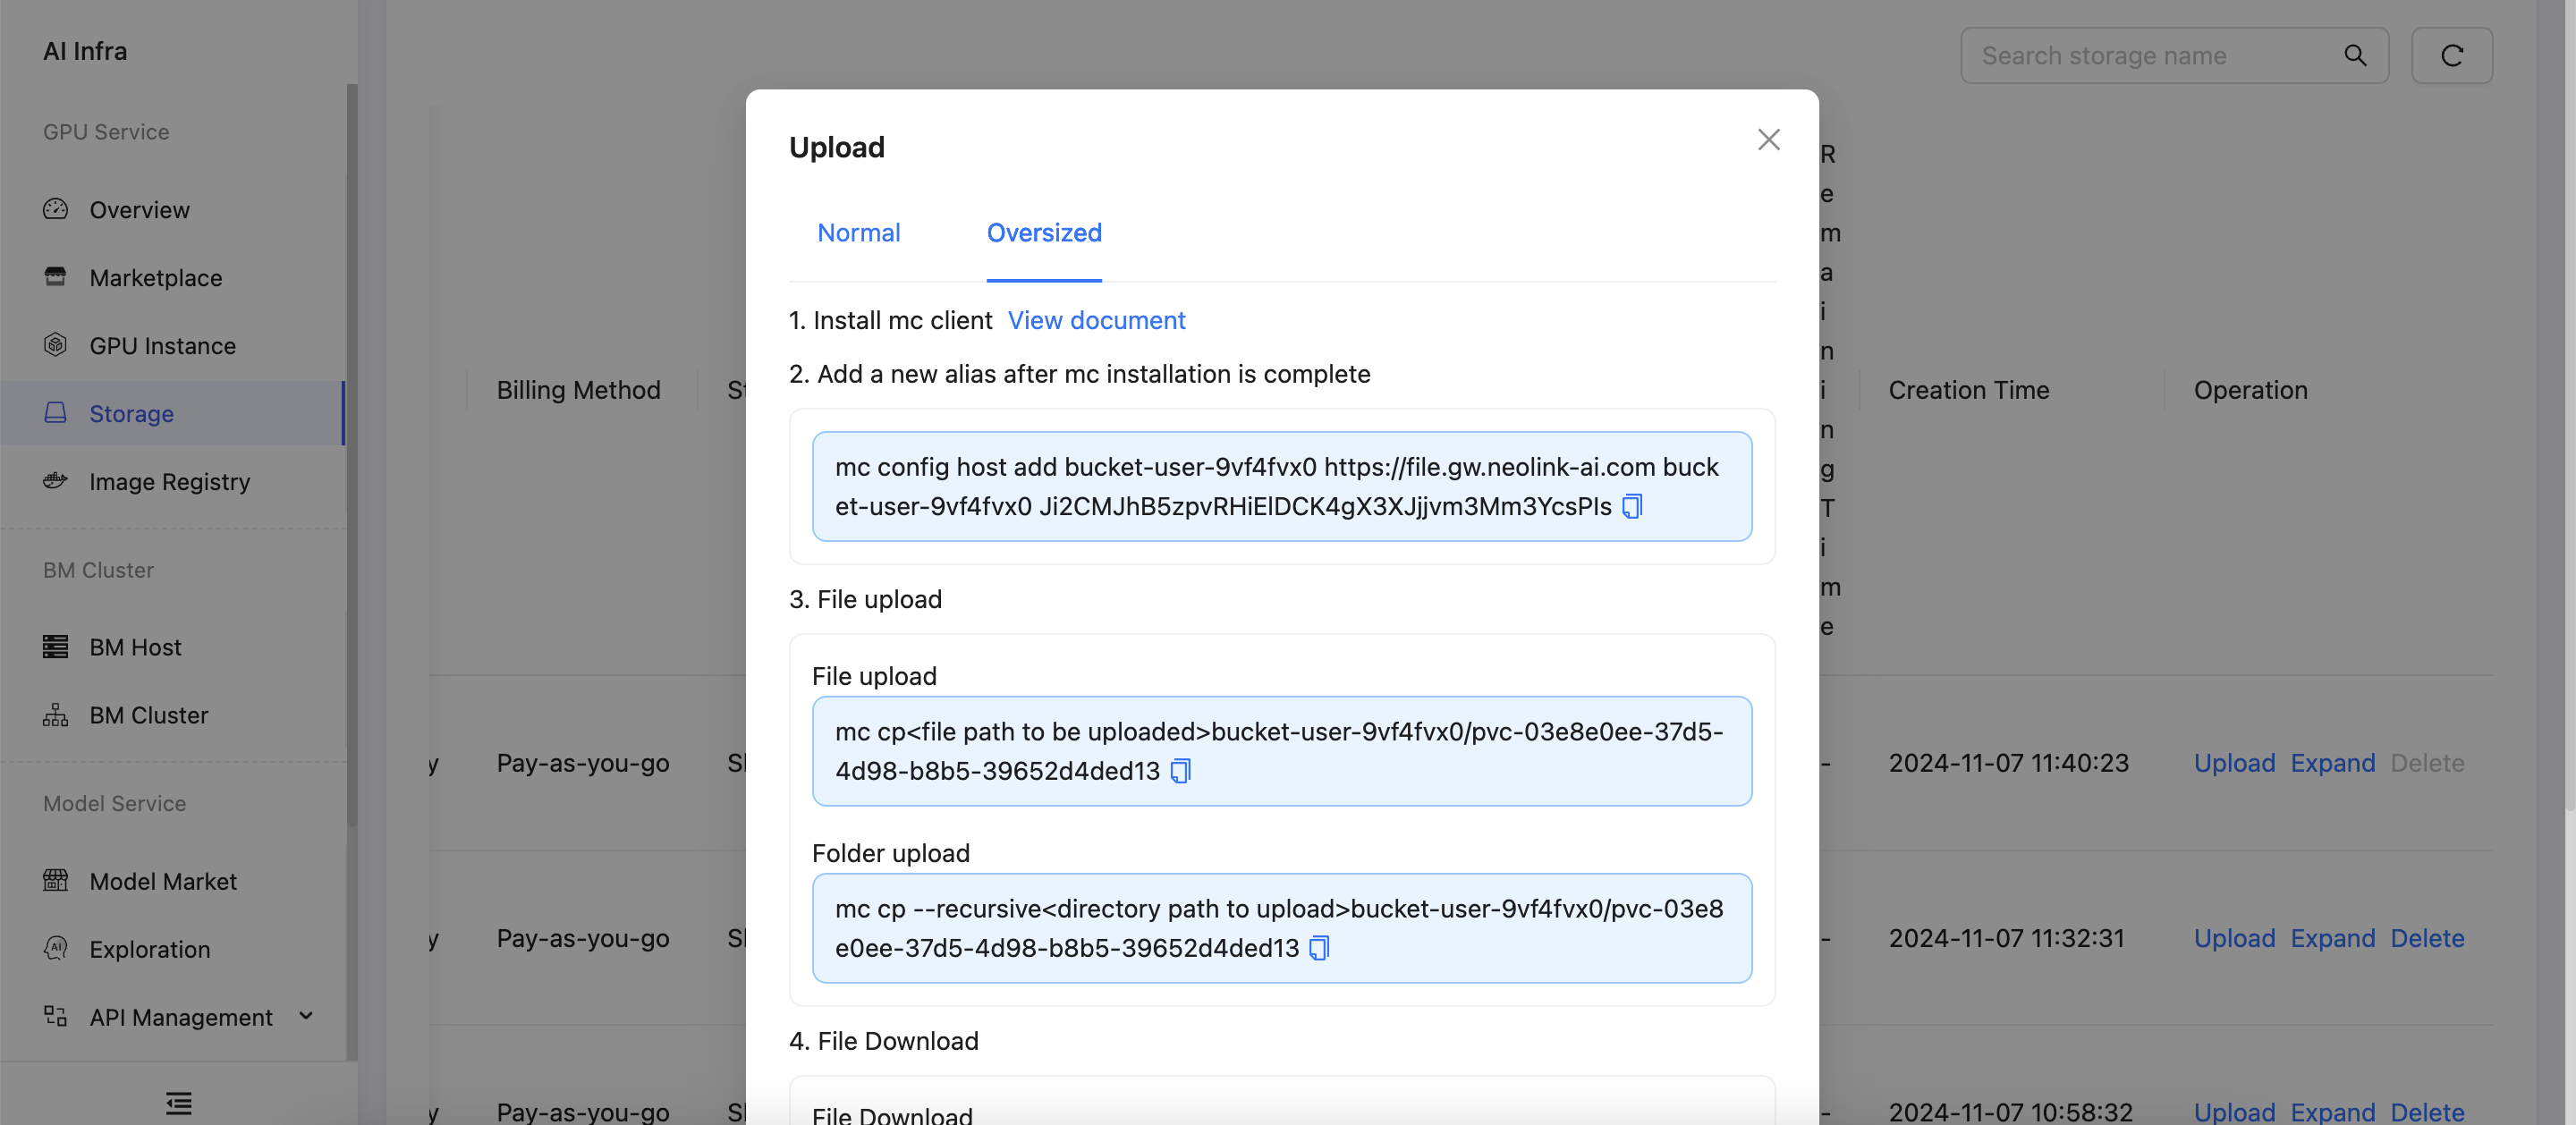 AI Infra
GPU Service
Overview
Marketplace
GPU Instance
Storage
Image Registry
BM Cluster
BM Host
BM Cluster
Model Service
Model Market
Exploration
API Management
Search storage name
Billing Method
Remaining Time
Creation Time
Operation
y Pay-as-you-go
- 2024-11-07 11:40:23 Upload Expand Delete
y Pay-as-you-go
- 2024-11-07 11:32:31 Upload Expand Delete
y Pay-as-you-go
- 2024-11-07 10:58:32 Upload Expand Delete
Upload
Normal Oversized
1. Install mc client View document
2. Add a new alias after mc installation is complete
mc config host add bucket-user-9vf4fvx0 https://file.gw.neolink-ai.com buck
et-user-9vf4fvx0 Ji2CMJhB5zpvRHiElDCK4gX3XJjjvm3Mm3YcsPIs
3. File upload
File upload
mc cp<file path to be uploaded>bucket-user-9vf4fvx0/pvc-03e8e0ee-37d5-
4d98-b8b5-39652d4ded13
Folder upload
mc cp --recursive<directory path to upload>bucket-user-9vf4fvx0/pvc-03e8
e0ee-37d5-4d98-b8b5-39652d4ded13
4. File Download
File Download